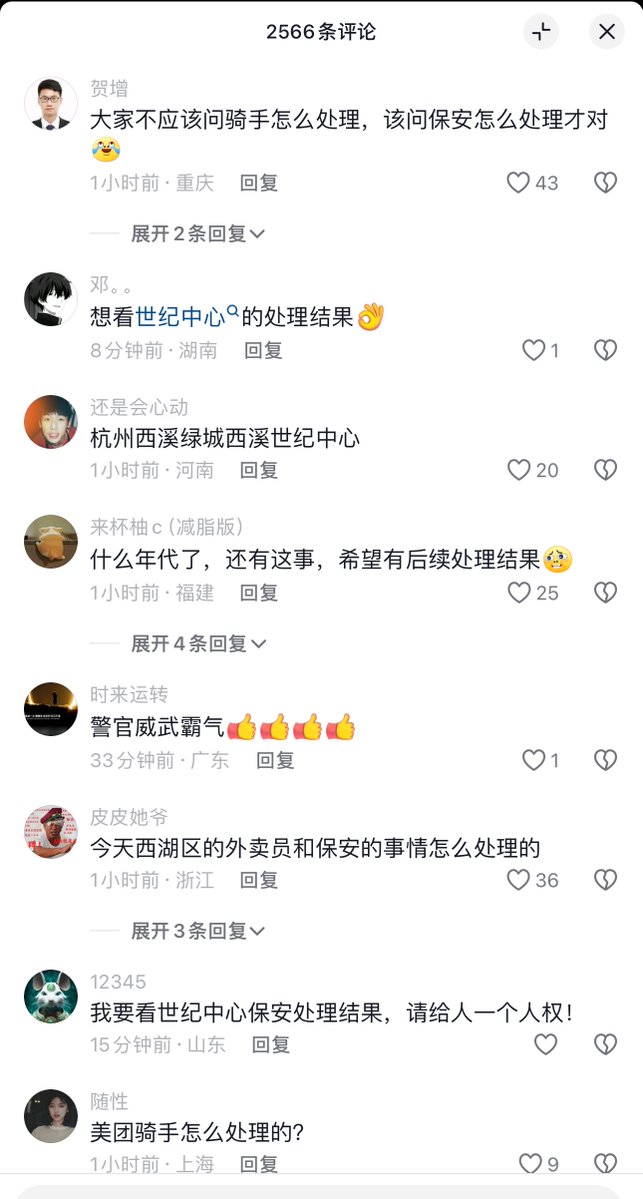 2566条评论
贺增
大家不应该问骑手怎么处理，该问保安怎么处理才对
😂
1小时前 · 重庆 回复 43
展开2条回复
邓。。
想看世纪中心的处理结果👌
8分钟前 · 湖南 回复 1
还是会心动
杭州西溪绿城西溪世纪中心
1小时前 · 河南 回复 20
来杯柚c（减脂版）
什么年代了，还有这事，希望有后续处理结果
1小时前 · 福建 回复 25
展开4条回复
时来运转
警官威武霸气👍👍👍👍
33分钟前 · 广东 回复 1
皮皮她爷
今天西湖区的外卖员和保安的事情怎么处理的
1小时前 · 浙江 回复 36
展开3条回复
12345
我要看世纪中心保安处理结果，请给人一个人权！
15分钟前 · 山东 回复
随性
美团骑手怎么处理的？
1小时前 · 上海 回复 9